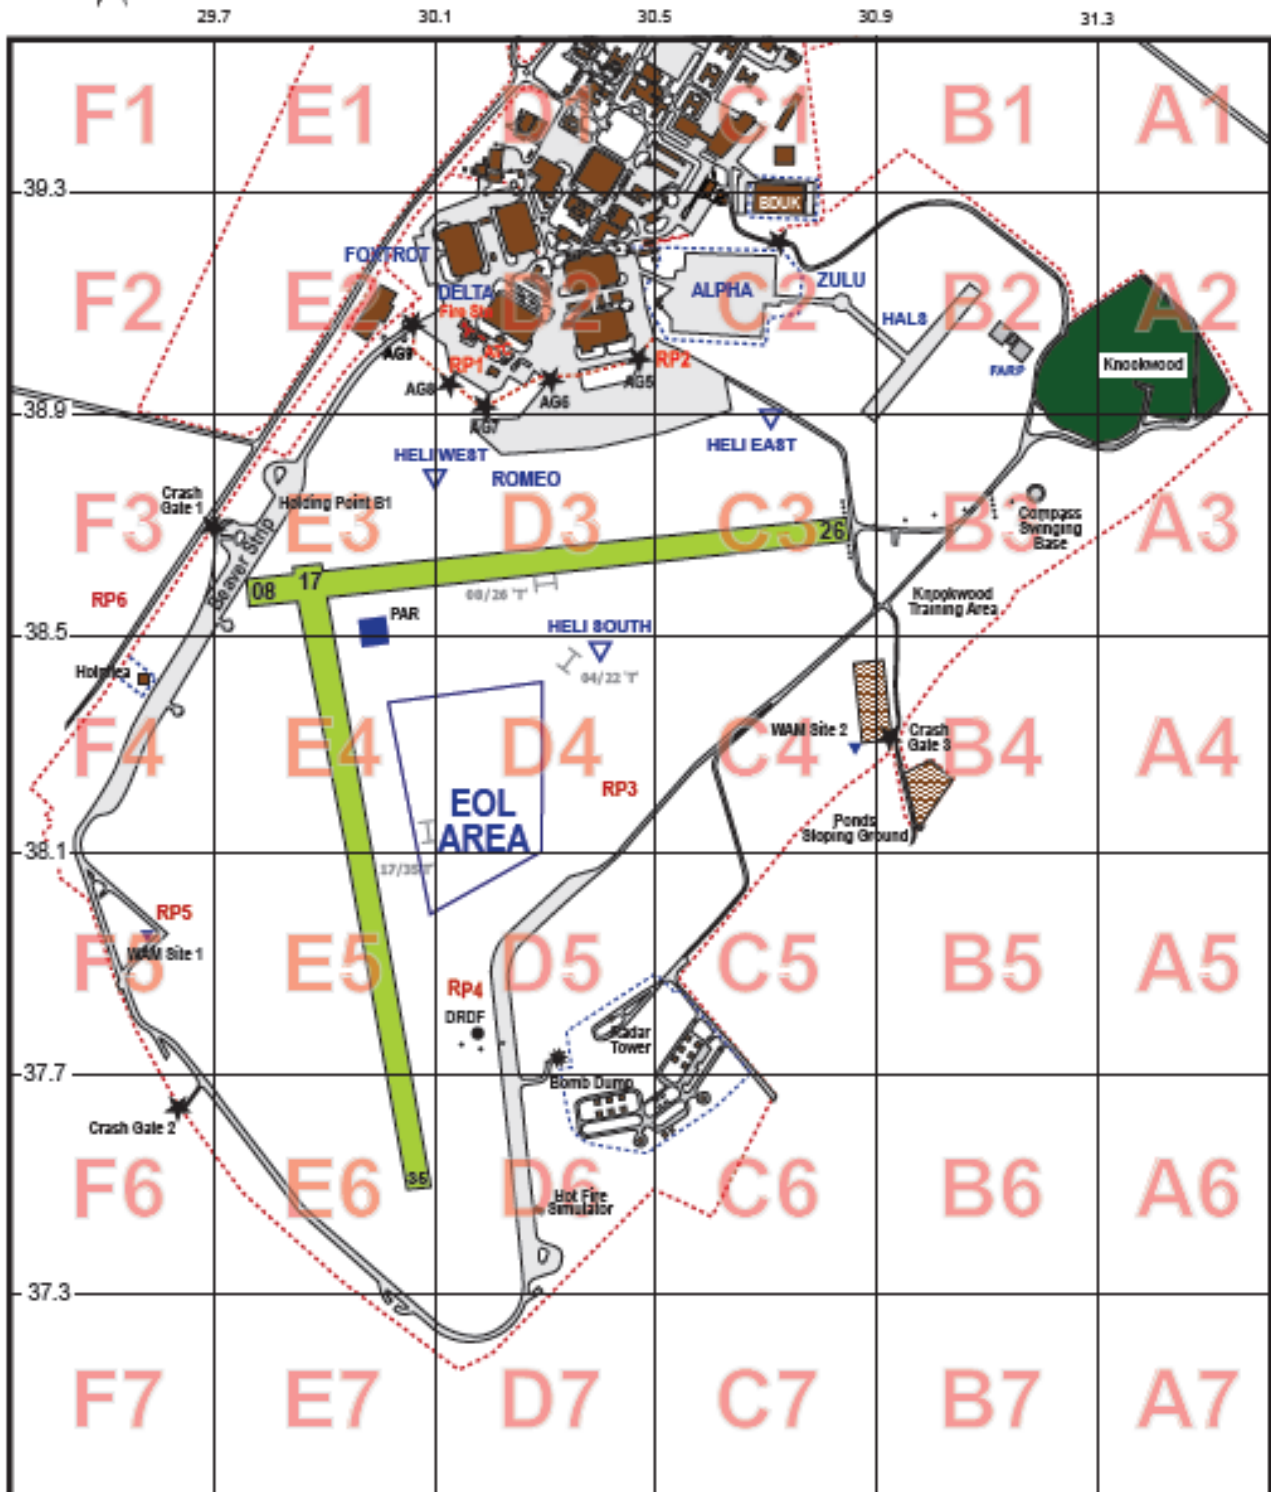 29.7 30.1 30.5 30.9 31.3
F1 E1 D1 C1 B1 A1
39.3
BDUK
FOXTROT
DELTA
ALPHA
ZULU
F2 E2 D2 C2 B2 A2
Fire Stn
HALS
RP1
RP2
FARP
Knookwood
AG9
AG8
AG5
AG6
AG7
38.9
HELI WEST
HELI EAST
ROMEO
Crash
Gate 1
Holding Point B1
F3 E3 D3 C3 B3 A3
Compass
Swinging
Base
Beaver Strip
26
08
17
08/26 'T'
RP6
PAR
Knookwood
Training Area
38.5
HELI SOUTH
04/22 'T'
F4 E4 D4 C4 B4 A4
WAM Site 2
Crash
Gate 3
RP3
EOL
AREA
Ponds
Sloping Ground
38.1
17/35'T'
RP5
WAM Site 1
F5 E5 D5 C5 B5 A5
RP4
DRDF
Radar
Tower
37.7
Bomb Dump
Crash Gate 2
F6 E6 D6 C6 B6 A6
35
Hot Fire
Simulator
37.3
F7 E7 D7 C7 B7 A7